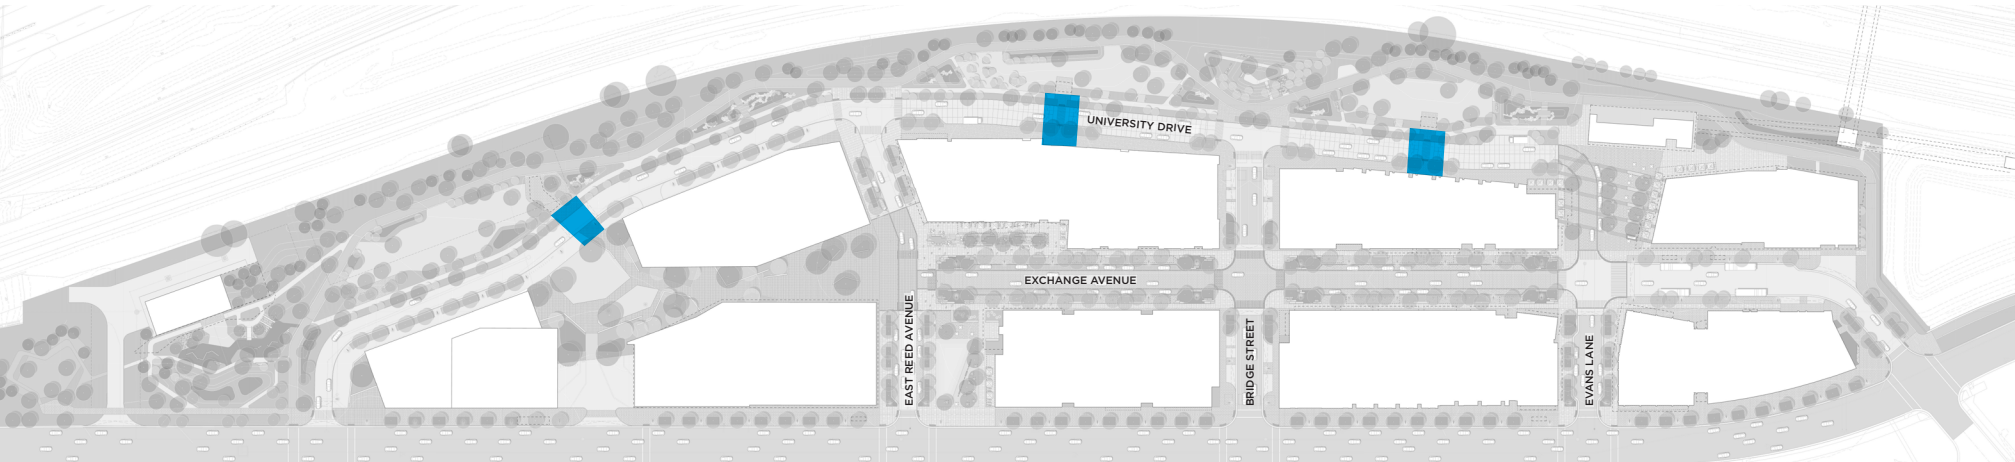 UNIVERSITY DRIVE
EXCHANGE AVENUE
EAST REED AVENUE
BRIDGE STREET
EVANS LANE